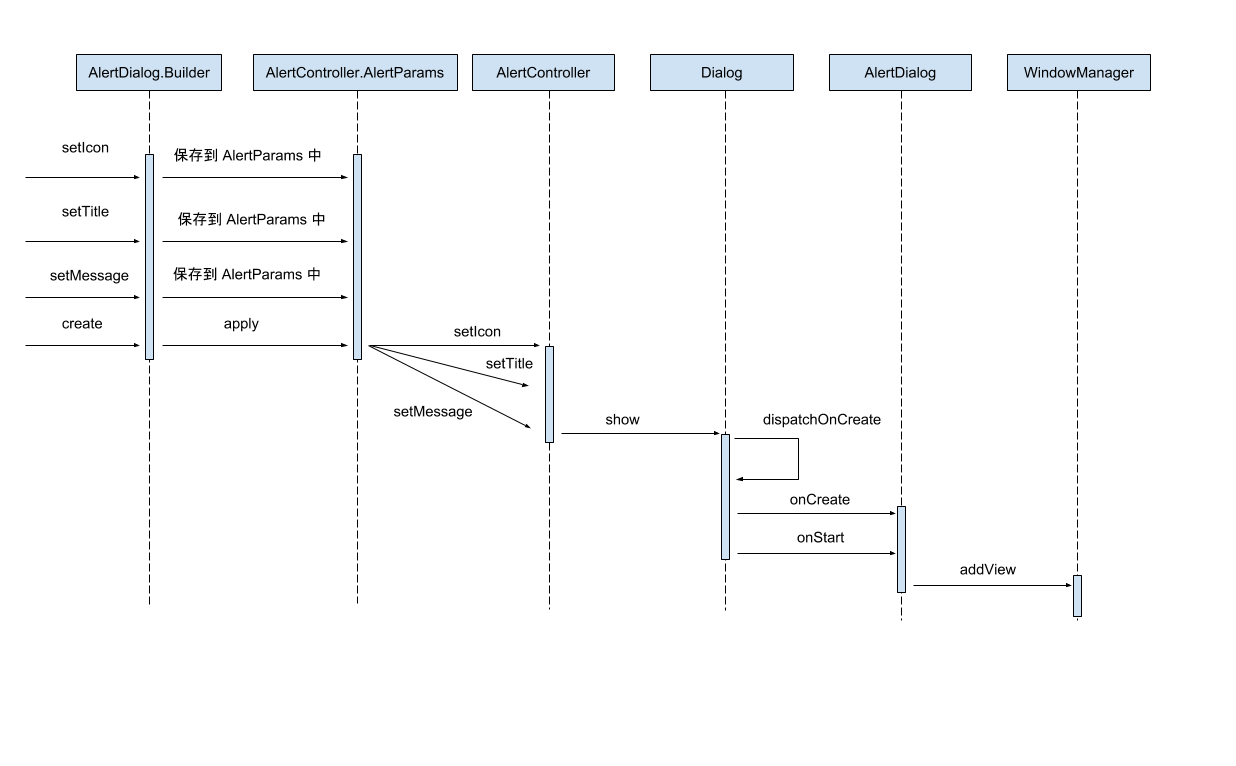 AlertDialog.Builder
AlertController.AlertParams
AlertController
Dialog
AlertDialog
WindowManager
setIcon
保存到 AlertParams 中
setTitle
保存到 AlertParams 中
setMessage
保存到 AlertParams 中
create
apply
setIcon
setTitle
setMessage
show
dispatchOnCreate
onCreate
onStart
addView